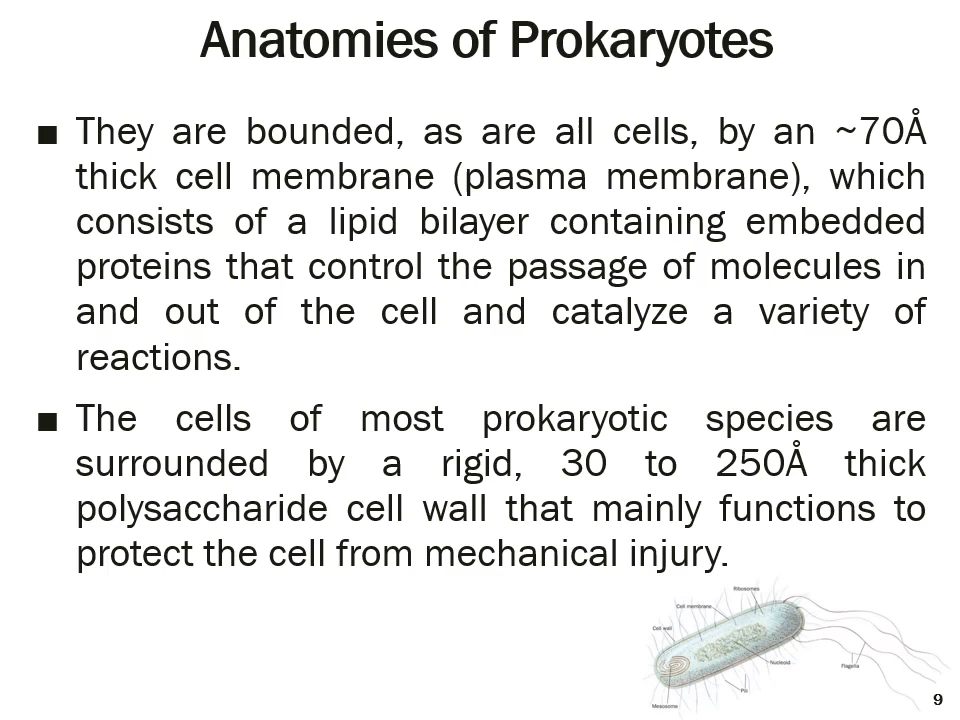 Anatomies of Prokaryotes
■ They are bounded, as are all cells, by an ~70Å
thick cell membrane (plasma membrane), which
consists of a lipid bilayer containing embedded
proteins that control the passage of molecules in
and out of the cell and catalyze a variety of
reactions.
■ The cells of most prokaryotic species are
surrounded by a rigid, 30 to 250Å thick
polysaccharide cell wall that mainly functions to
protect the cell from mechanical injury.
Ribosomes
Cell membrane
Cell wall
Nucleoid
Flagella
Pili
Mesosome
9